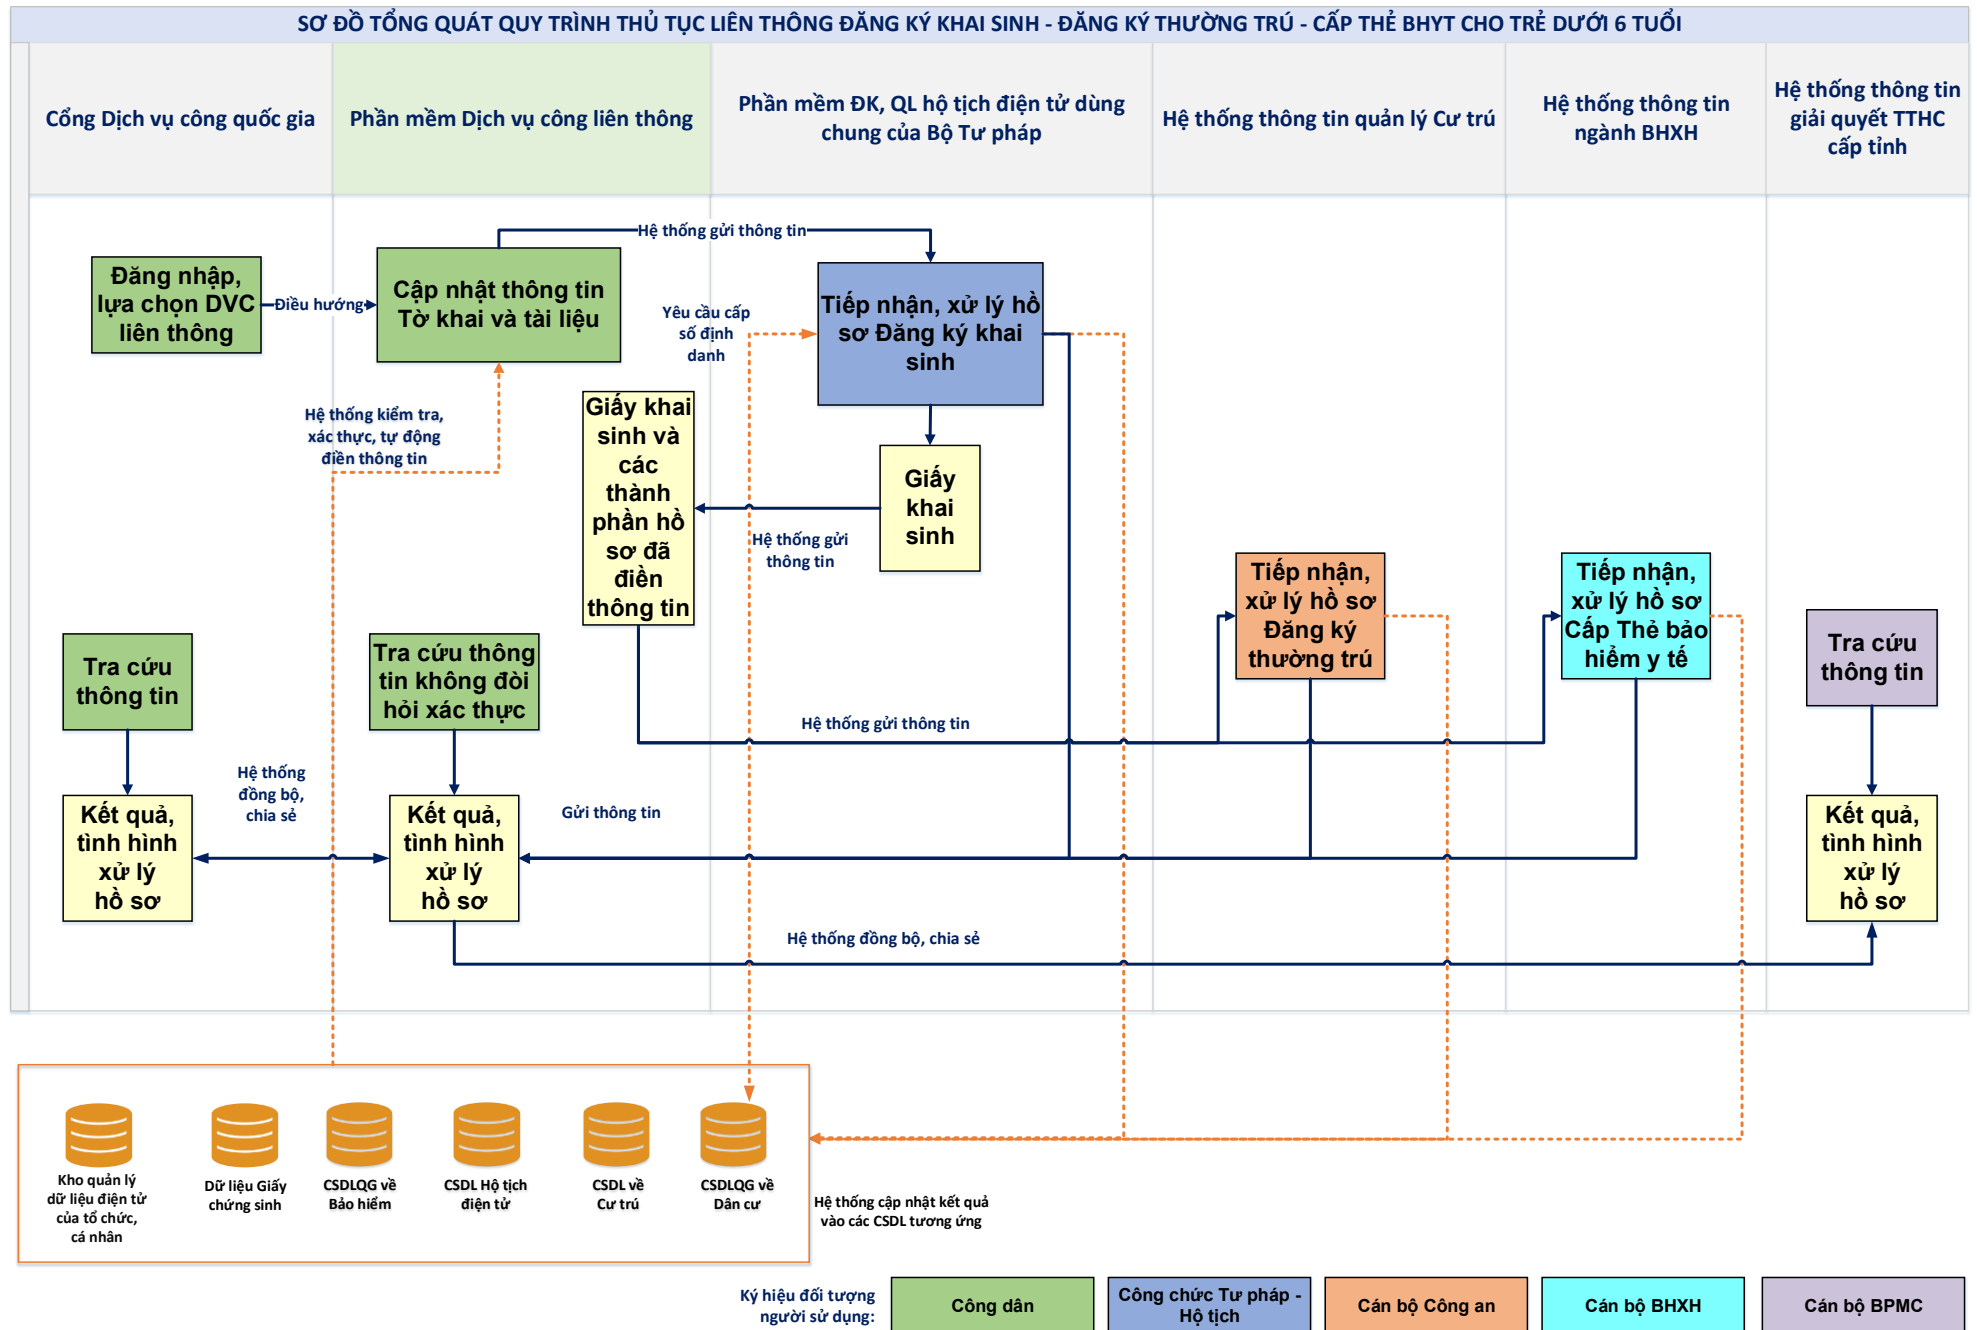 SƠ ĐỒ TỔNG QUÁT QUY TRÌNH THỦ TỤC LIÊN THÔNG ĐĂNG KÝ KHAI SINH - ĐĂNG KÝ THƯỜNG TRÚ - CẤP THẺ BHYT CHO TRẺ DƯỚI 6 TUỔI
Cổng Dịch vụ công quốc gia
Phần mềm Dịch vụ công liên thông
Phần mềm ĐK, QL hộ tịch điện tử dùng
chung của Bộ Tư pháp
Hệ thống thông tin quản lý Cư trú
Hệ thống thông tin
ngành BHXH
Hệ thống thông tin
giải quyết TTHC
cấp tỉnh
Hệ thống gửi thông tin
Đăng nhập,
lựa chọn DVC
liên thông
Điều hướng
Cập nhật thông tin
Tờ khai và tài liệu
Yêu cầu cấp
số định
danh
Tiếp nhận, xử lý hồ
sơ Đăng ký khai
sinh
Hệ thống kiểm tra,
xác thực, tự động
điền thông tin
Giấy khai
sinh và
các
thành
phần hồ
sơ đã
điền
thông tin
Giấy
khai
sinh
Hệ thống gửi
thông tin
Tiếp nhận,
xử lý hồ sơ
Đăng ký
thường trú
Tiếp nhận,
xử lý hồ sơ
Cấp Thẻ bảo
hiểm y tế
Tra cứu
thông tin
Tra cứu thông
tin không đòi
hỏi xác thực
Tra cứu
thông tin
Hệ thống gửi thông tin
Hệ thống
đồng bộ,
chia sẻ
Gửi thông tin
Kết quả,
tình hình
xử lý
hồ sơ
Kết quả,
tình hình
xử lý
hồ sơ
Kết quả,
tình hình
xử lý
hồ sơ
Hệ thống đồng bộ, chia sẻ
Kho quản lý
dữ liệu điện tử
của tổ chức,
cá nhân
Dữ liệu Giấy
chứng sinh
CSDLQG về
Bảo hiểm
CSDL Hộ tịch
điện tử
CSDL về
Cư trú
CSDLQG về
Dân cư
Hệ thống cập nhật kết quả
vào các CSDL tương ứng
Ký hiệu đối tượng
người sử dụng:
Công dân
Công chức Tư pháp -
Hộ tịch
Cán bộ Công an
Cán bộ BHXH
Cán bộ BPMC